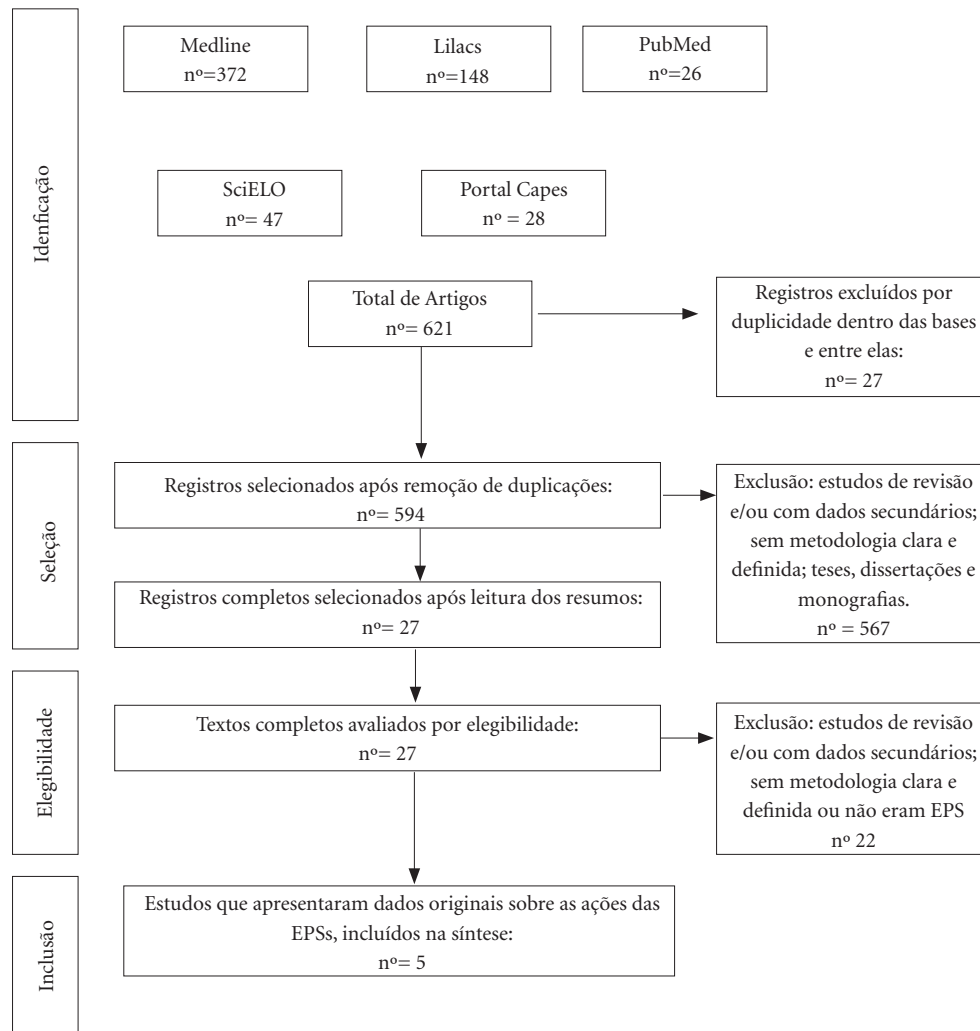 Idenficação
Medline
nº=372
Lilacs
nº=148
PubMed
nº=26
SciELO
nº= 47
Portal Capes
nº = 28
Total de Artigos
nº= 621
Registros excluídos por
duplicidade dentro das bases
e entre elas:
nº= 27
Seleção
Registros selecionados após remoção de duplicações:
nº= 594
Exclusão: estudos de revisão
e/ou com dados secundários;
sem metodologia clara e
definida; teses, dissertações e
monografias.
nº = 567
Registros completos selecionados após leitura dos resumos:
nº= 27
Elegibilidade
Textos completos avaliados por elegibilidade:
nº= 27
Exclusão: estudos de revisão
e/ou com dados secundários;
sem metodologia clara e
definida ou não eram EPS
nº 22
Inclusão
Estudos que apresentaram dados originais sobre as ações das
EPSs, incluídos na síntese:
nº= 5